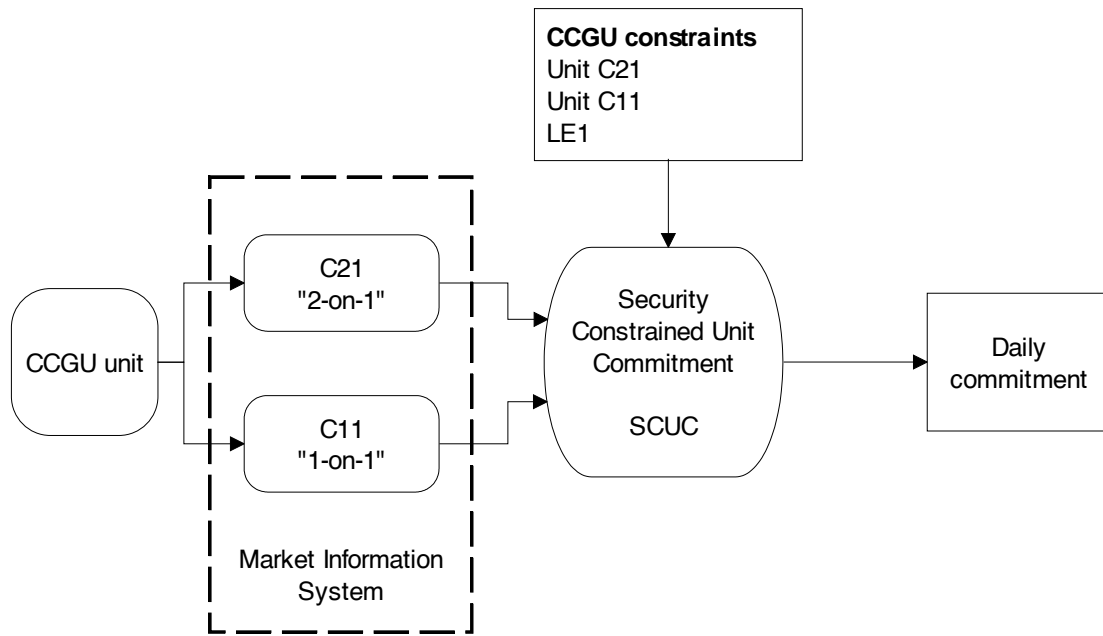 CCGU constraints
Unit C21
Unit C11
LE1
CCGU unit
C21
"2-on-1"
C11
"1-on-1"
Market Information
System
Security
Constrained Unit
Commitment
SCUC
Daily
commitment